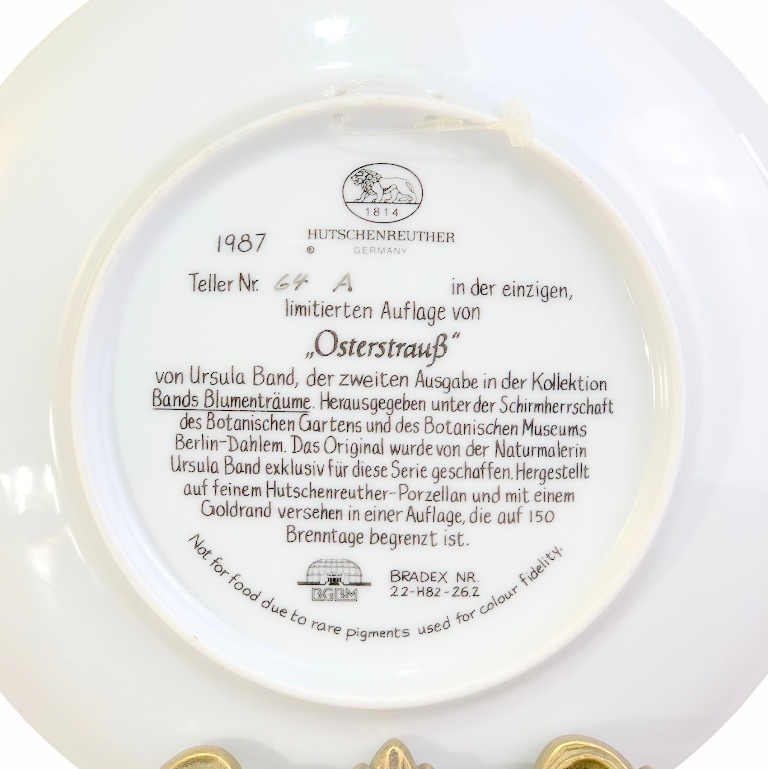 1814
HUTSCHENREUTHER
1987
© GERMANY
Teller Nr. 64 A in der einzigen,
limitierten Auflage von
„Osterstrauß“
von Ursula Band, der zweiten Ausgabe in der Kollektion
Bands Blumenträume. Herausgegeben unter der Schirmherrschaft
des Botanischen Gartens und des Botanischen Museums
Berlin-Dahlem. Das Original wurde von der Naturmalerin
Ursula Band exklusiv für diese Serie geschaffen. Hergestellt
auf feinem Hutschenreuther-Porzellan und mit einem
Goldrand versehen in einer Auflage, die auf 150
Brenntage begrenzt ist.
BGBM
BRADEX NR.
22-H82-26.2
Not for food due to rare pigments used for colour fidelity.